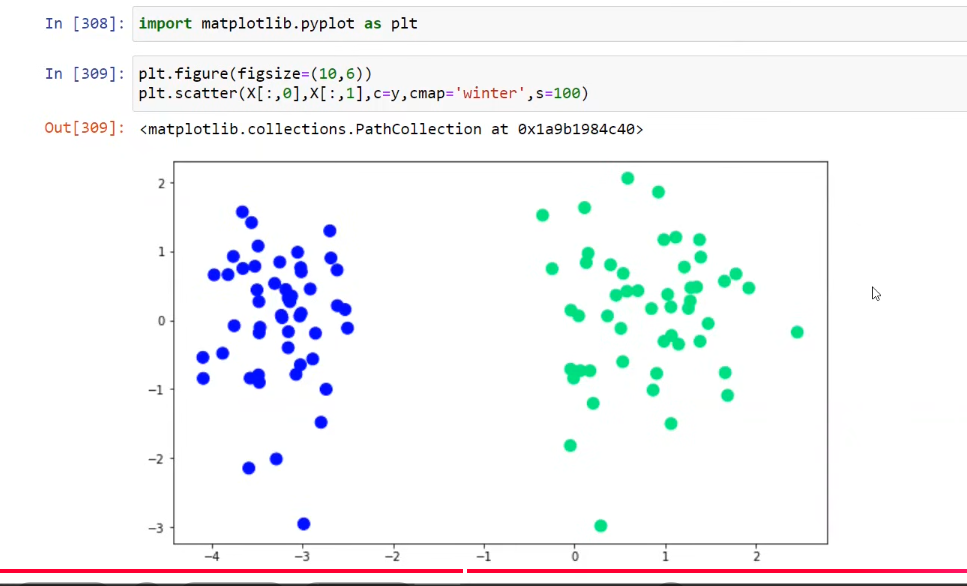 In [308]: import matplotlib.pyplot as plt
In [309]: plt.figure(figsize=(10,6))
plt.scatter(X[:,0],X[:,1],c=y,cmap='winter',s=100)
Out[309]: <matplotlib.collections.PathCollection at 0x1a9b1984c40>
2
1
0
−1
−2
−3
−4 −3 −2 −1 0 1 2